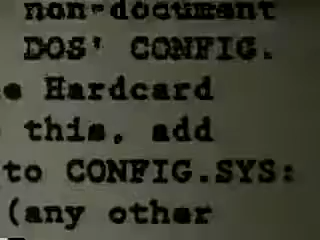 non-document
DOS' CONFIG.
Hardcard
this, add
to CONFIG.SYS:
(any other